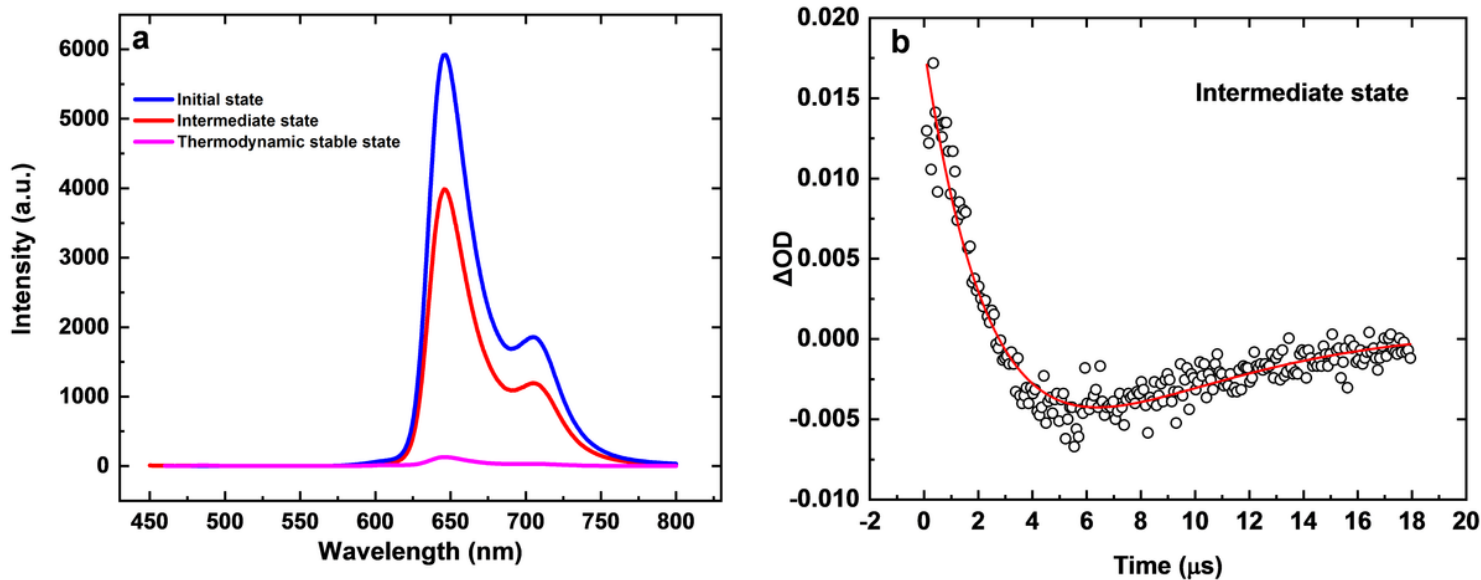 a
6000
5000
4000
3000
2000
1000
0
Intensity (a.u.)
Initial state
Intermediate state
Thermodynamic stable state
450 500 550 600 650 700 750 800
Wavelength (nm)
b
Intermediate state
0.020
0.015
0.010
0.005
0.000
-0.005
-0.010
ΔOD
-2 0 2 4 6 8 10 12 14 16 18 20
Time (μs)